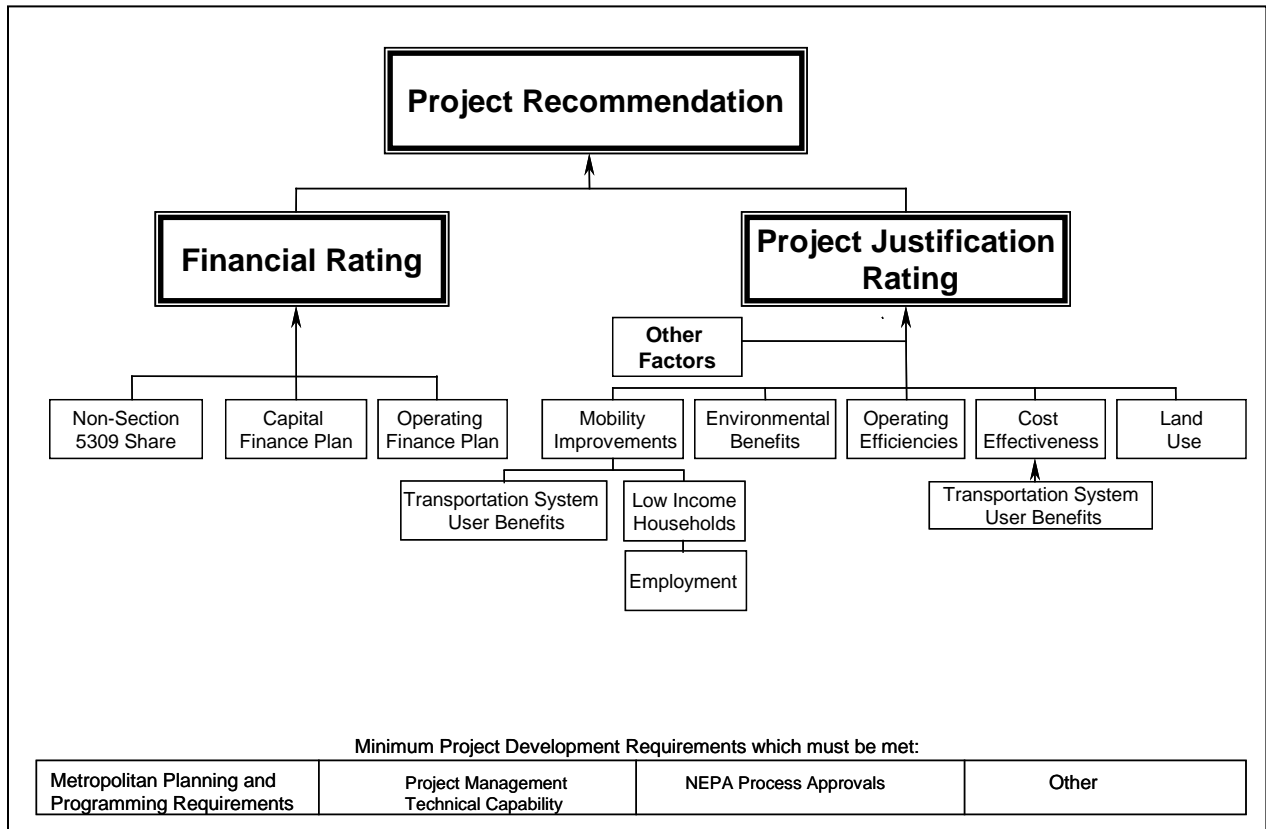 Project Recommendation
Financial Rating
Project Justification
Rating
Other
Factors
Non-Section
5309 Share
Capital
Finance Plan
Operating
Finance Plan
Mobility
Improvements
Environmental
Benefits
Operating
Efficiencies
Cost
Effectiveness
Land
Use
Transportation System
User Benefits
Low Income
Households
Transportation System
User Benefits
Employment
Minimum Project Development Requirements which must be met:
Metropolitan Planning and
Programming Requirements
Project Management
Technical Capability
NEPA Process Approvals
Other